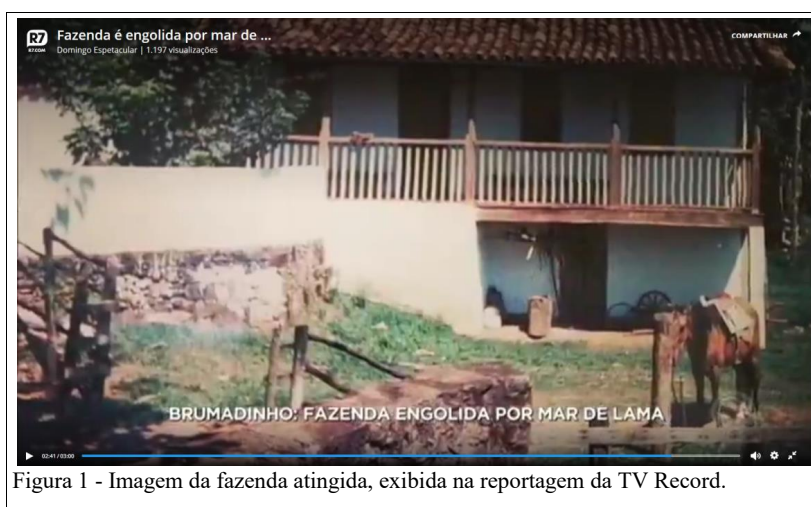 R7
R7.COM
Fazenda é engolida por mar de ...
Domingo Espetacular | 1.197 visualizações
COMPARTILHAR
BRUMADINHO: FAZENDA ENGOLIDA POR MAR DE LAMA
02:41 / 03:00
Figura 1 - Imagem da fazenda atingida, exibida na reportagem da TV Record.